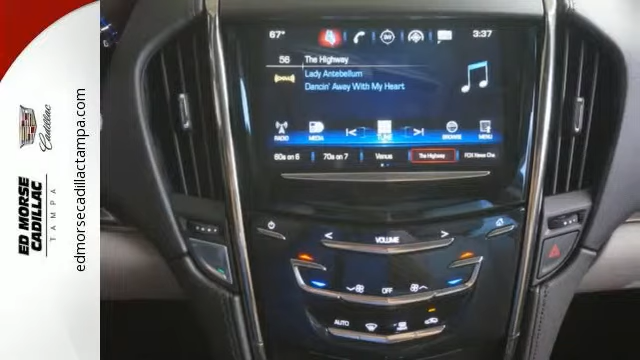 Cadillac
ED MORSE
CADILLAC
TAMPA
edmorsecadillactampa.com
67°
3:37
56 The Highway
Lady Antebellum
Dancin' Away With My Heart
RADIO MEDIA BROWSE MENU
60s on 6 70s on 7 Venus The Highway FOX News Cha
VOLUME
OFF
AUTO